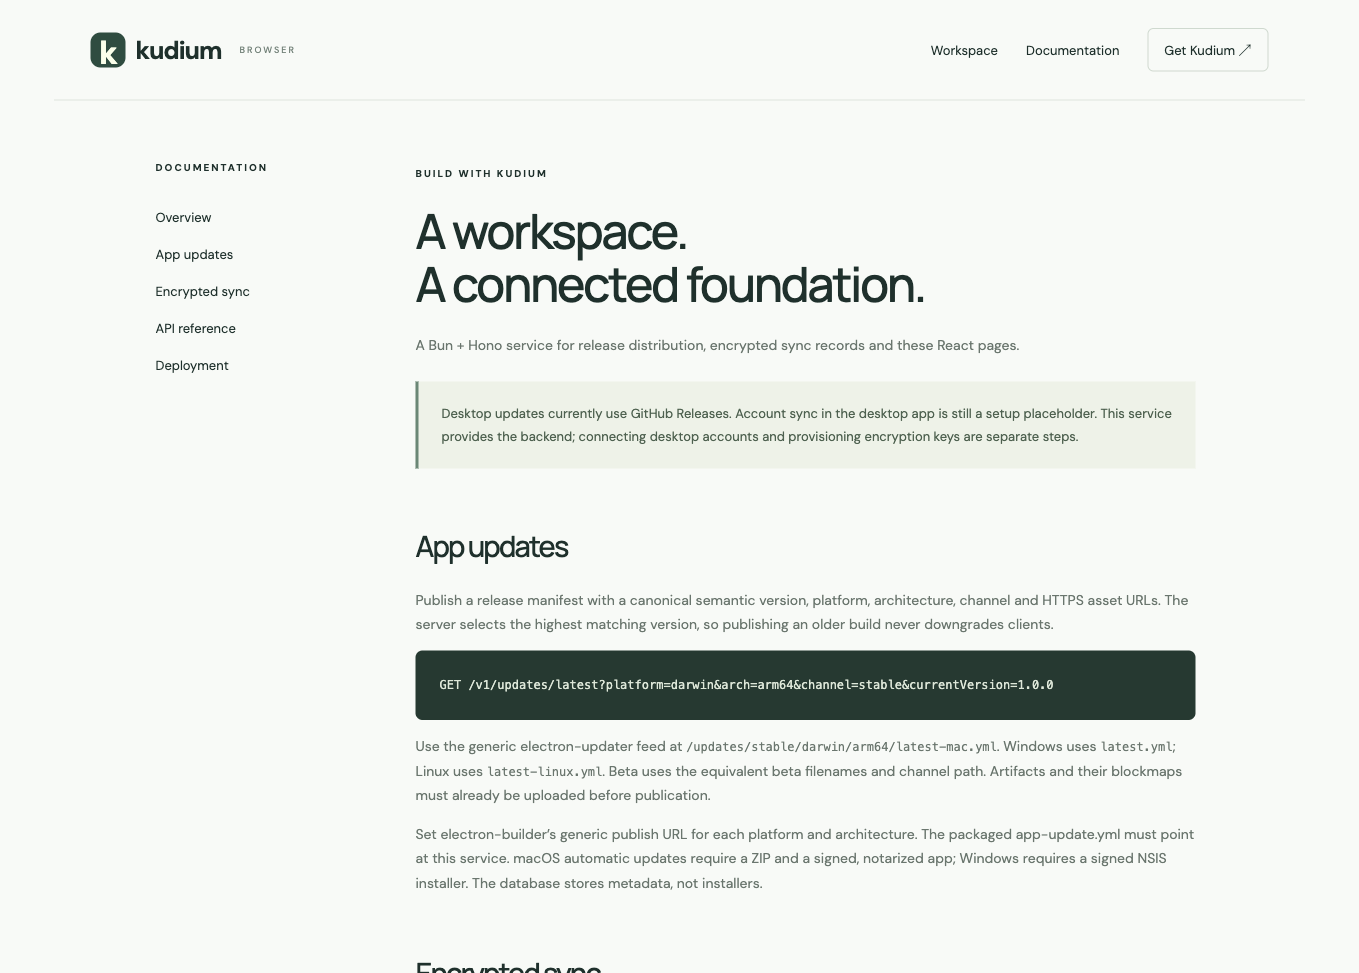 kudium BROWSER
Workspace Documentation Get Kudium ↗
DOCUMENTATION
Overview
App updates
Encrypted sync
API reference
Deployment
BUILD WITH KUDIUM
A workspace.
A connected foundation.
A Bun + Hono service for release distribution, encrypted sync records and these React pages.
Desktop updates currently use GitHub Releases. Account sync in the desktop app is still a setup placeholder. This service
provides the backend; connecting desktop accounts and provisioning encryption keys are separate steps.
App updates
Publish a release manifest with a canonical semantic version, platform, architecture, channel and HTTPS asset URLs. The
server selects the highest matching version, so publishing an older build never downgrades clients.
GET /v1/updates/latest?platform=darwin&arch=arm64&channel=stable&currentVersion=1.0.0
Use the generic electron-updater feed at /updates/stable/darwin/arm64/latest-mac.yml. Windows uses latest.yml;
Linux uses latest-linux.yml. Beta uses the equivalent beta filenames and channel path. Artifacts and their blockmaps
must already be uploaded before publication.
Set electron-builder’s generic publish URL for each platform and architecture. The packaged app-update.yml must point
at this service. macOS automatic updates require a ZIP and a signed, notarized app; Windows requires a signed NSIS
installer. The database stores metadata, not installers.
Encrypted sync